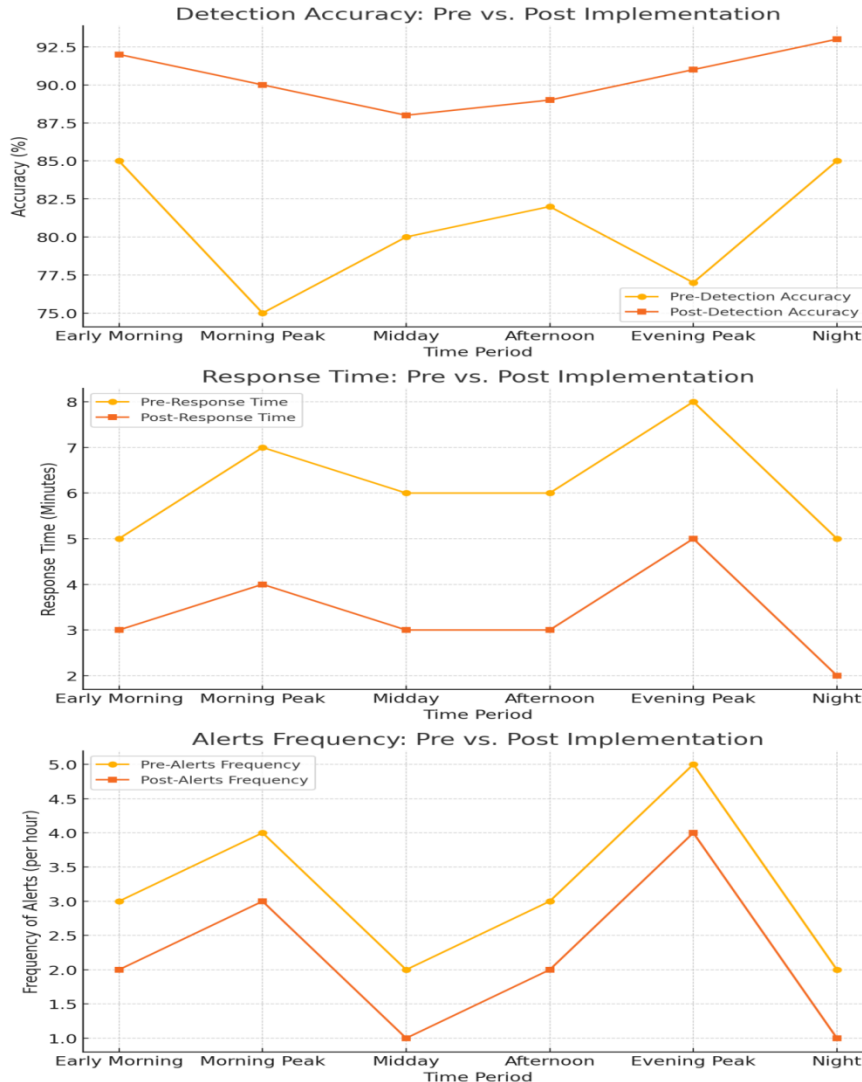 Detection Accuracy: Pre vs. Post Implementation
92.5
90.0
87.5
85.0
82.5
80.0
77.5
75.0
Accuracy (%)
Pre-Detection Accuracy
Post-Detection Accuracy
Early Morning Morning Peak Midday Afternoon Evening Peak Night
Time Period
Response Time: Pre vs. Post Implementation
8
7
6
5
4
3
2
Response Time (Minutes)
Pre-Response Time
Post-Response Time
Early Morning Morning Peak Midday Afternoon Evening Peak Night
Time Period
Alerts Frequency: Pre vs. Post Implementation
5.0
4.5
4.0
3.5
3.0
2.5
2.0
1.5
1.0
Frequency of Alerts (per hour)
Pre-Alerts Frequency
Post-Alerts Frequency
Early Morning Morning Peak Midday Afternoon Evening Peak Night
Time Period